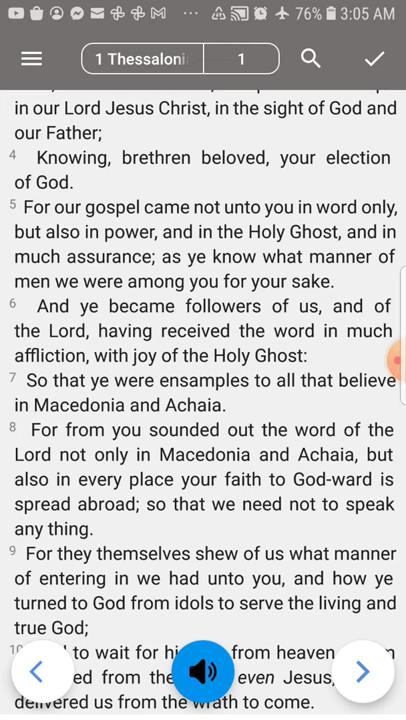 76% 3:05 AM
1 Thessaloni 1
in our Lord Jesus Christ, in the sight of God and
our Father;
4 Knowing, brethren beloved, your election
of God.
5 For our gospel came not unto you in word only,
but also in power, and in the Holy Ghost, and in
much assurance; as ye know what manner of
men we were among you for your sake.
6 And ye became followers of us, and of
the Lord, having received the word in much
affliction, with joy of the Holy Ghost:
7 So that ye were ensamples to all that believe
in Macedonia and Achaia.
8 For from you sounded out the word of the
Lord not only in Macedonia and Achaia, but
also in every place your faith to God-ward is
spread abroad; so that we need not to speak
any thing.
9 For they themselves shew of us what manner
of entering in we had unto you, and how ye
turned to God from idols to serve the living and
true God;
10 to wait for from heaven
from the even Jesus,
delivered us from the wrath to come.